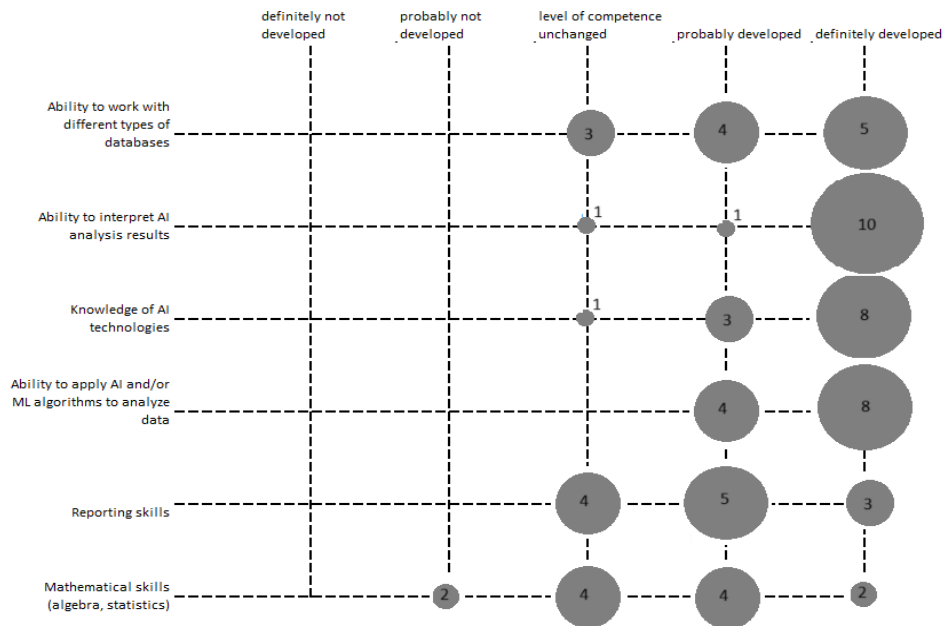 definitely not
developed
probably not
developed
level of competence
unchanged
probably developed
definitely developed
Ability to work with
different types of
databases
3
4
5
Ability to interpret AI
analysis results
1
1
10
Knowledge of AI
technologies
1
3
8
Ability to apply AI and/or
ML algorithms to analyze
data
4
8
Reporting skills
4
5
3
Mathematical skills
(algebra, statistics)
2
4
4
2